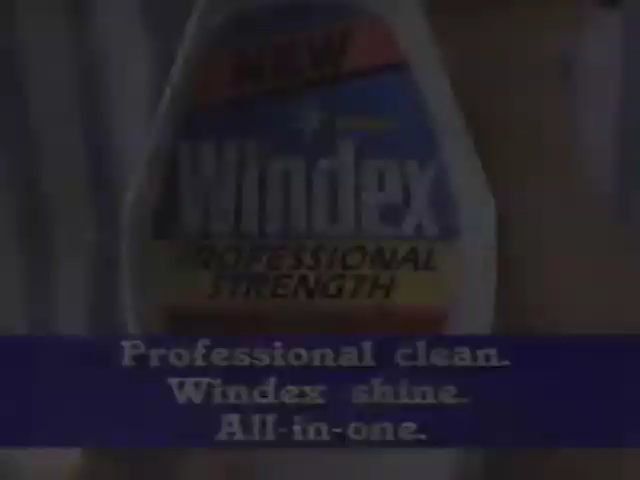 NEW
Windex
PROFESSIONAL
STRENGTH
Professional clean.
Windex shine.
All-in-one.